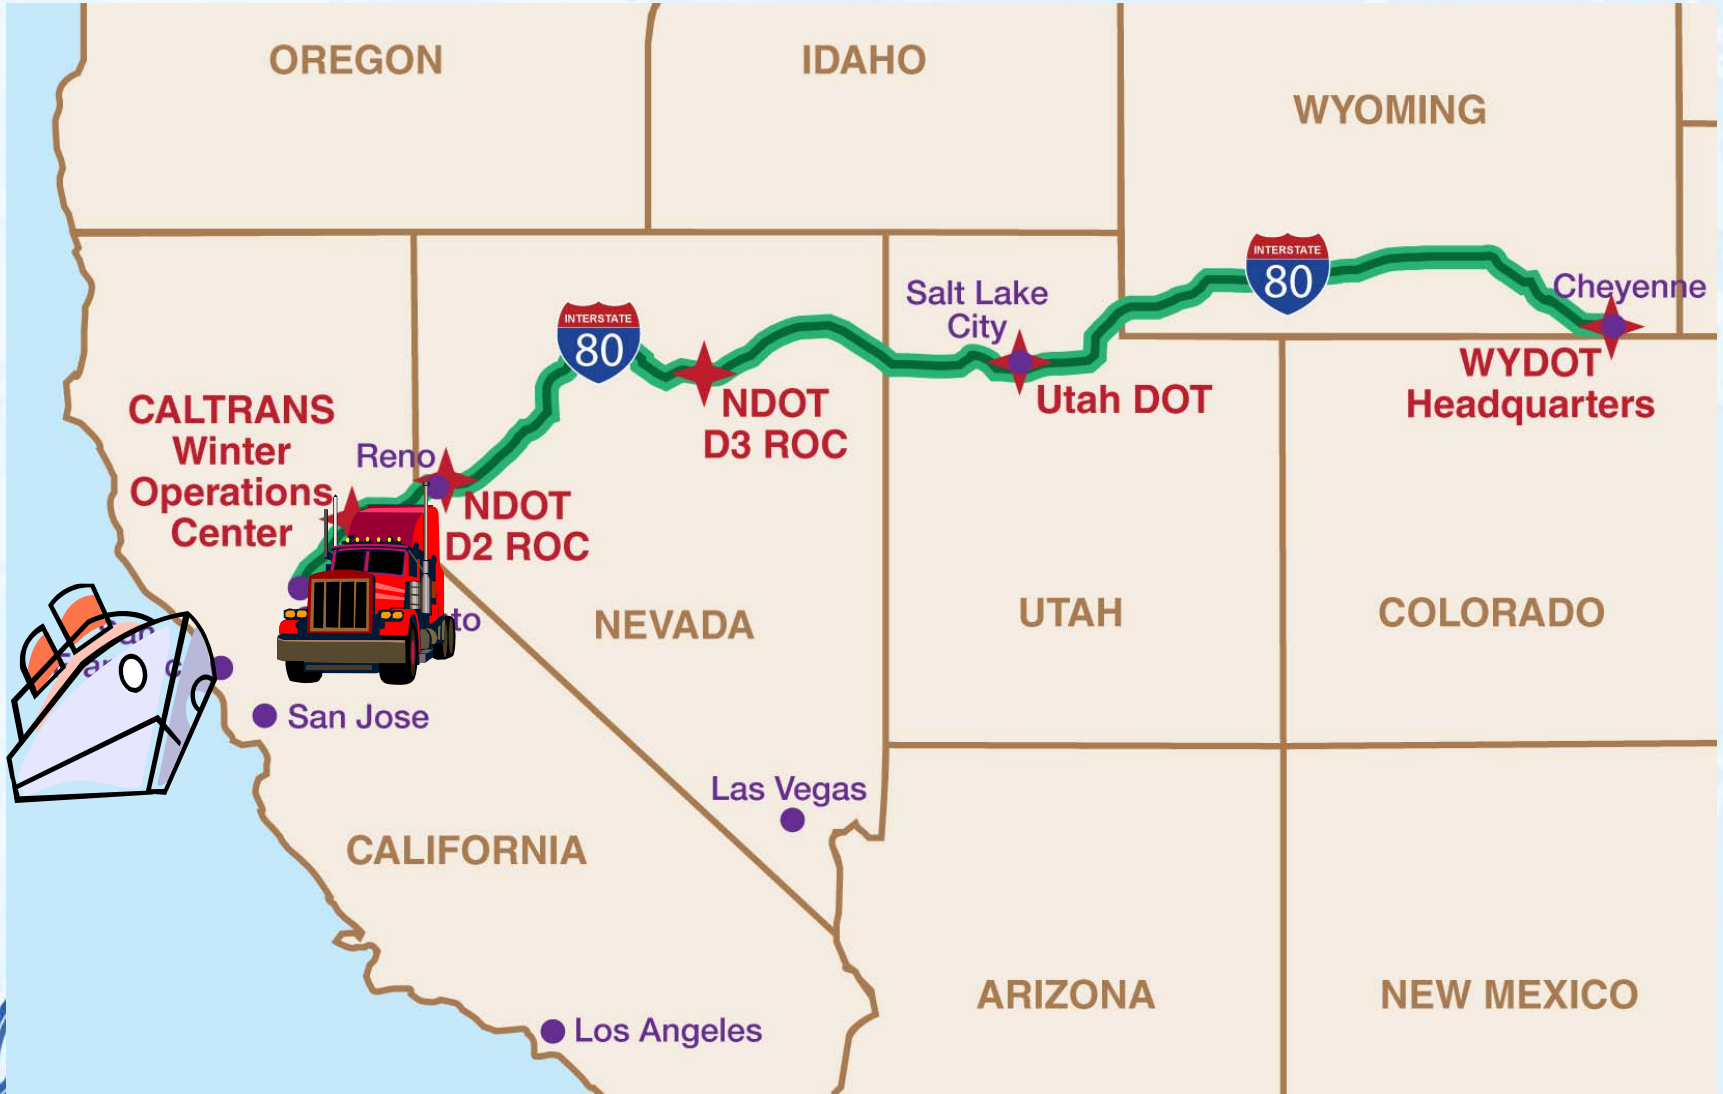 OREGON
IDAHO
WYOMING
INTERSTATE
80
Salt Lake
City
Cheyenne
INTERSTATE
80
WYDOT
Headquarters
Utah DOT
NDOT
D3 ROC
CALTRANS
Winter
Operations
Center
Reno
NDOT
D2 ROC
to
NEVADA
UTAH
COLORADO
San Jose
Las Vegas
CALIFORNIA
ARIZONA
NEW MEXICO
Los Angeles